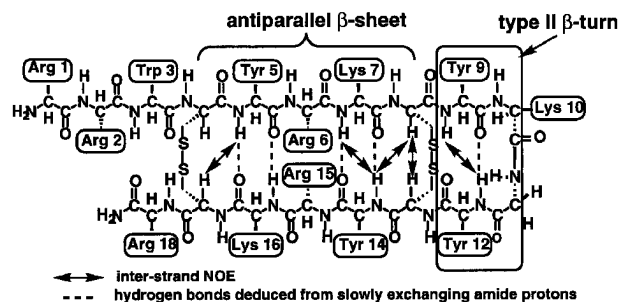 antiparallel β-sheet
type II β-turn
Arg 1
Trp 3
Tyr 5
Lys 7
Tyr 9
H H H H H H H H H
O O O O
H₂N N N N N N N N N N
Lys 10
Arg 2
Arg 6
C=O
S S
S S
Arg 15
N
H₂N N N N N N N N
Arg 18
Lys 16
Tyr 14
Tyr 12
inter-strand NOE
hydrogen bonds deduced from slowly exchanging amide protons